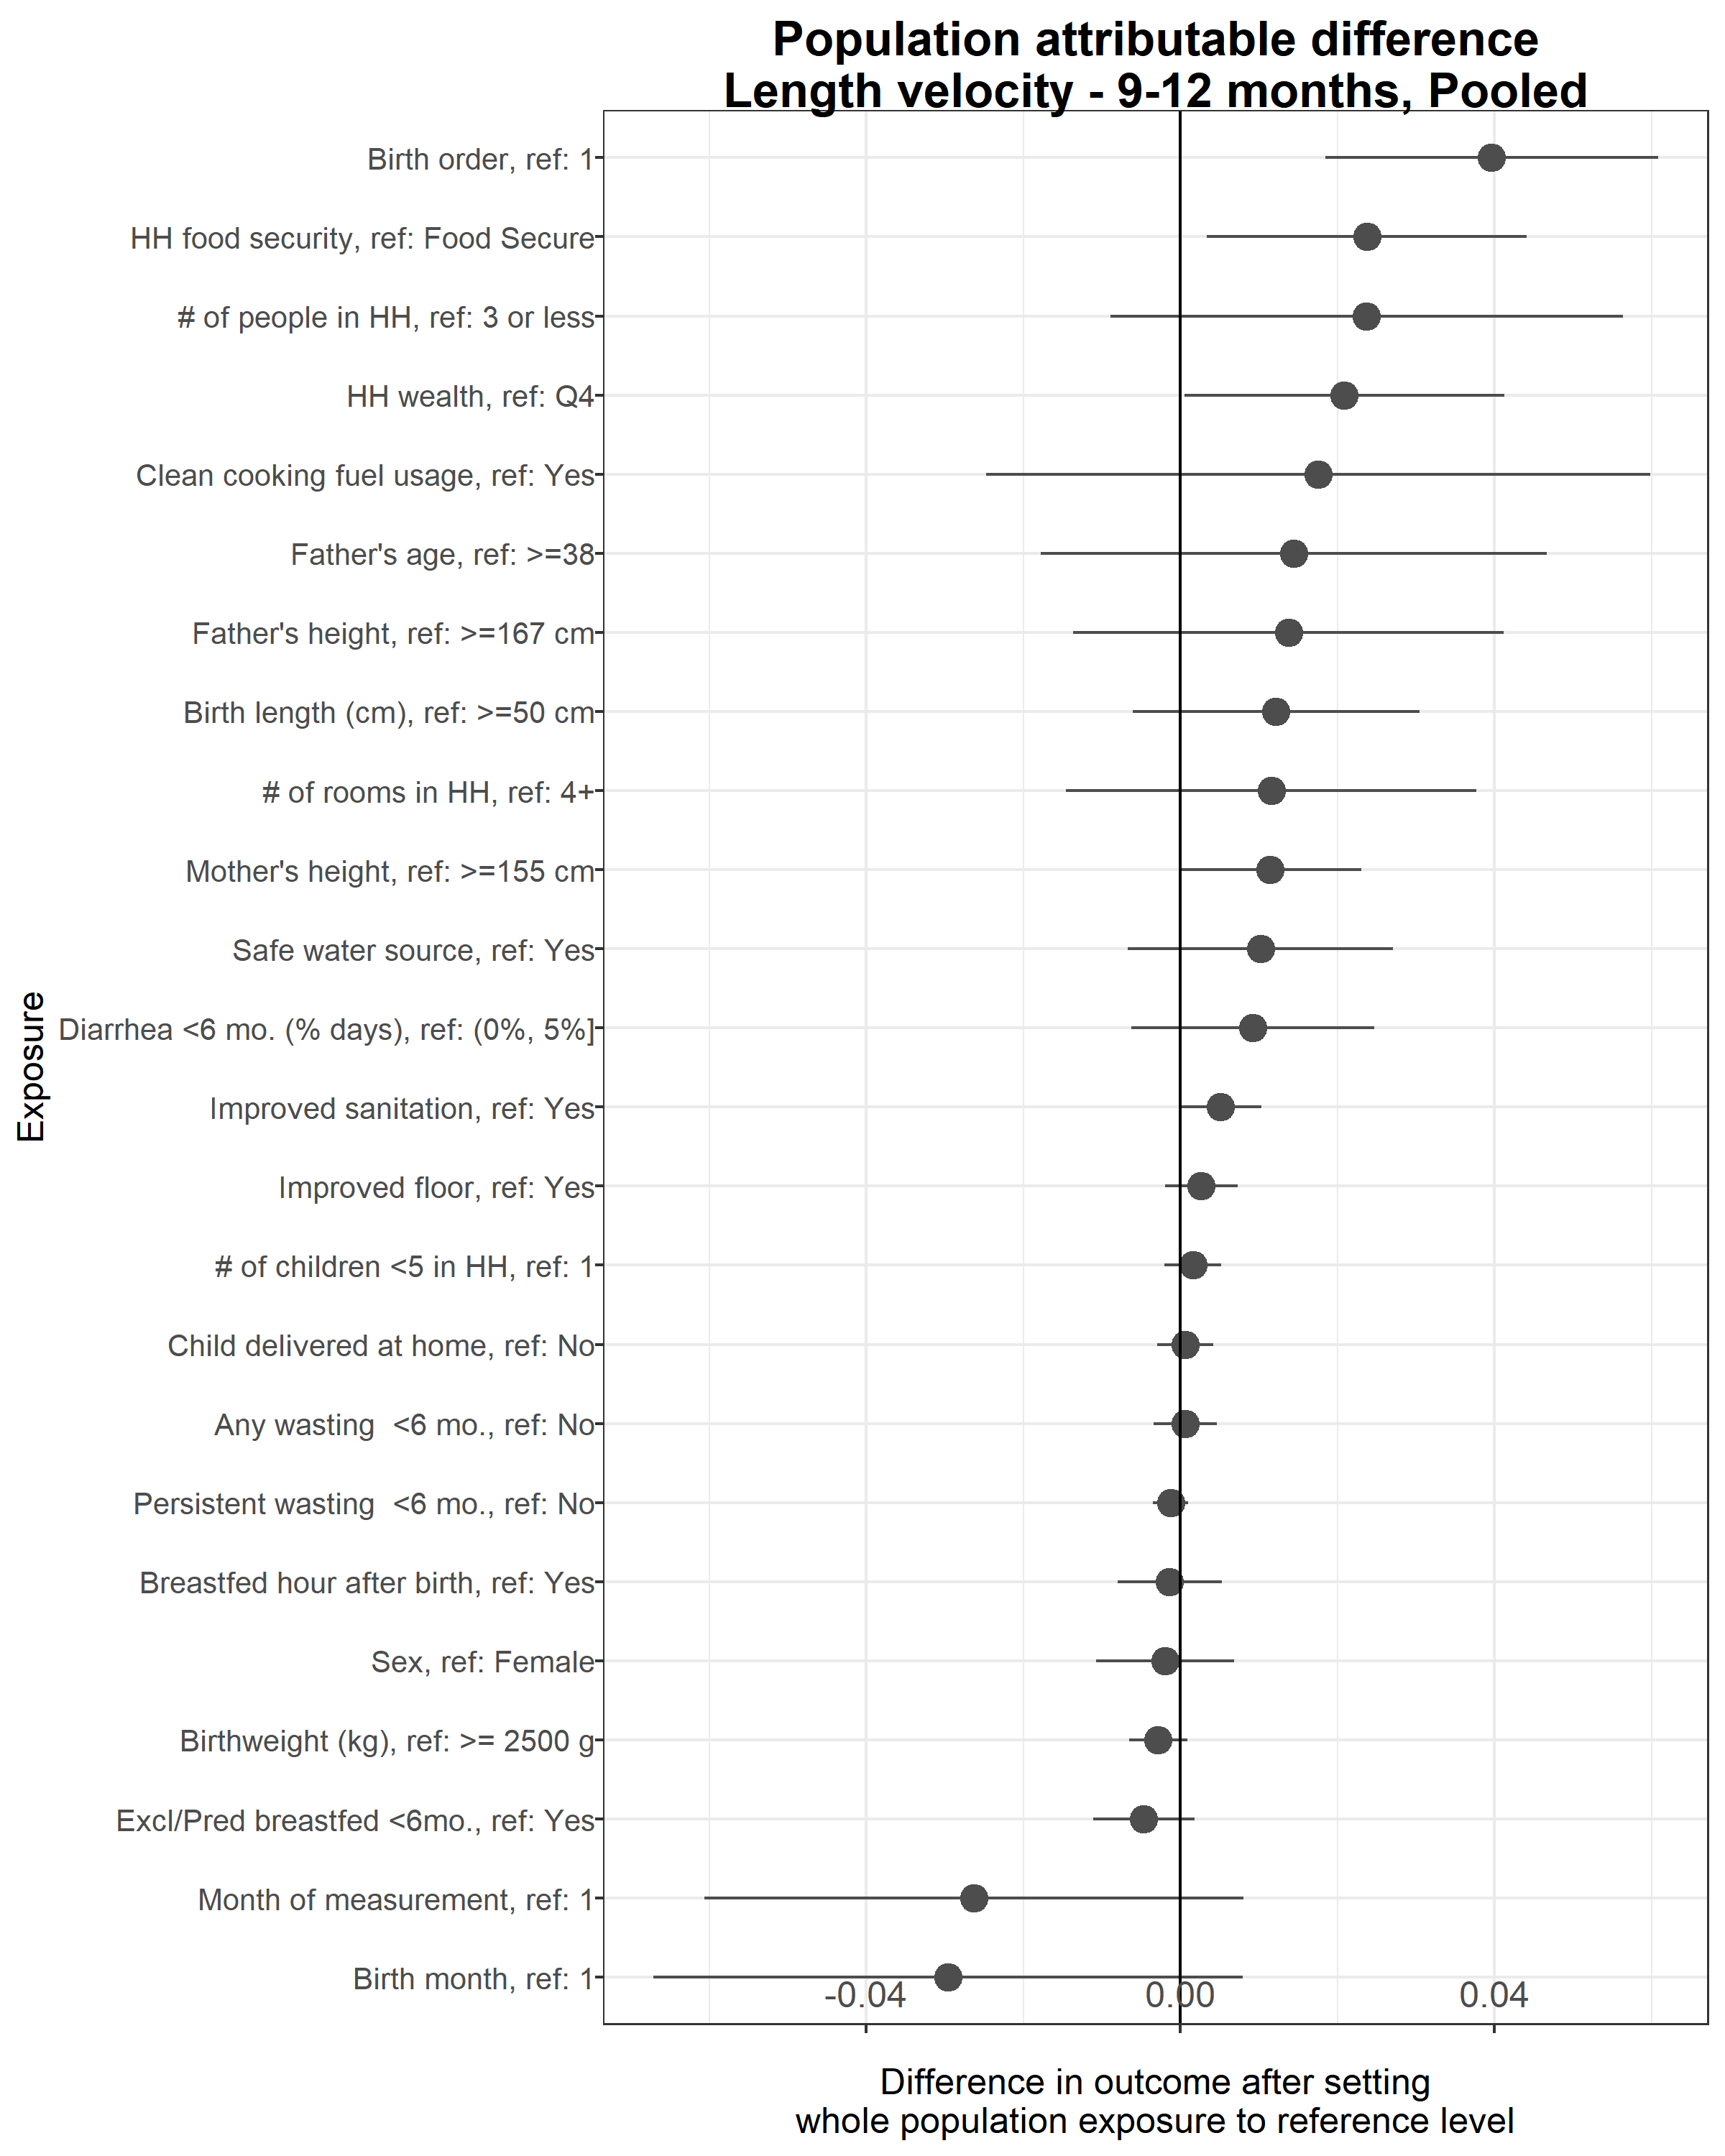 Population attributable difference
Length velocity - 9-12 months, Pooled
Exposure
Birth order, ref: 1
HH food security, ref: Food Secure
# of people in HH, ref: 3 or less
HH wealth, ref: Q4
Clean cooking fuel usage, ref: Yes
Father's age, ref: >=38
Father's height, ref: >=167 cm
Birth length (cm), ref: >=50 cm
# of rooms in HH, ref: 4+
Mother's height, ref: >=155 cm
Safe water source, ref: Yes
Diarrhea <6 mo. (% days), ref: (0%, 5%]
Improved sanitation, ref: Yes
Improved floor, ref: Yes
# of children <5 in HH, ref: 1
Child delivered at home, ref: No
Any wasting  <6 mo., ref: No
Persistent wasting  <6 mo., ref: No
Breastfed hour after birth, ref: Yes
Sex, ref: Female
Birthweight (kg), ref: >= 2500 g
Excl/Pred breastfed <6mo., ref: Yes
Month of measurement, ref: 1
Birth month, ref: 1
-0.04 0.00 0.04
Difference in outcome after setting
whole population exposure to reference level